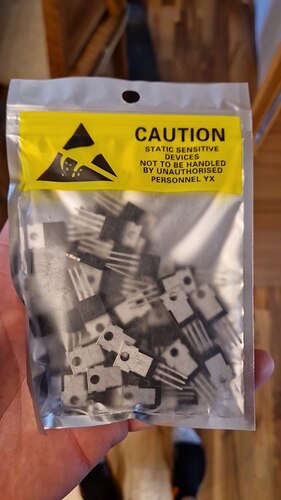 CAUTION
STATIC SENSITIVE
DEVICES
NOT TO BE HANDLED
BY UNAUTHORISED
PERSONNEL YX